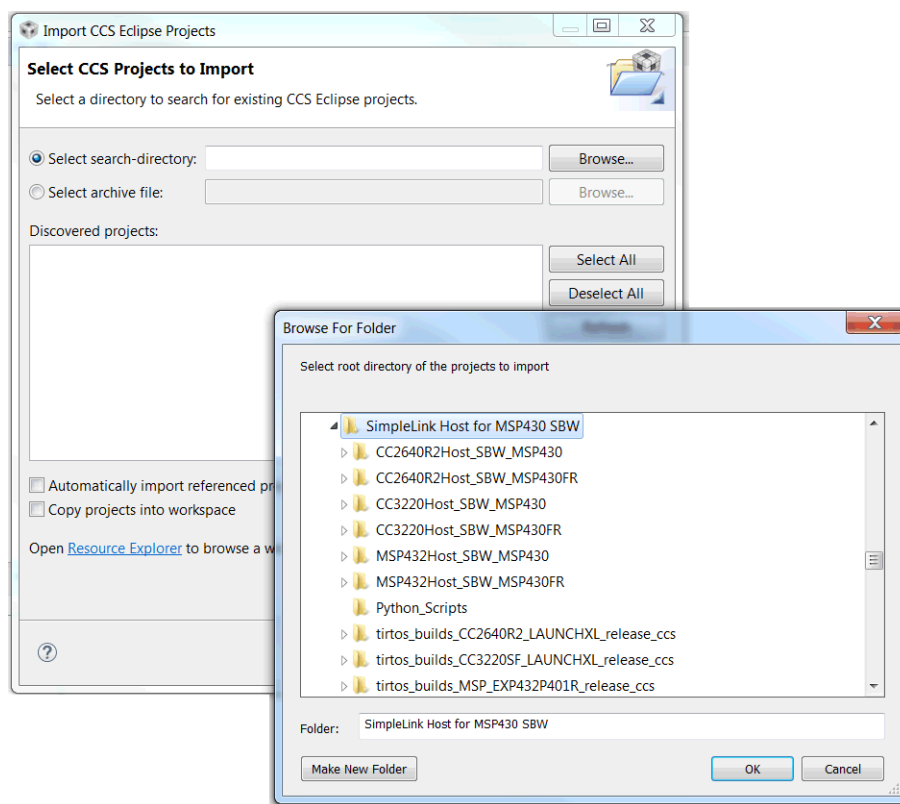 Import CCS Eclipse Projects
Select CCS Projects to Import
Select a directory to search for existing CCS Eclipse projects.
Select search-directory:
Browse...
Select archive file:
Browse...
Discovered projects:
Select All
Deselect All
Browse For Folder
Select root directory of the projects to import
SimpleLink Host for MSP430 SBW
CC2640R2Host_SBW_MSP430
CC2640R2Host_SBW_MSP430FR
CC3220Host_SBW_MSP430
CC3220Host_SBW_MSP430FR
MSP432Host_SBW_MSP430
MSP432Host_SBW_MSP430FR
Python_Scripts
tirtos_builds_CC2640R2_LAUNCHXL_release_ccs
tirtos_builds_CC3220SF_LAUNCHXL_release_ccs
tirtos_builds_MSP_EXP432P401R_release_ccs
Folder: SimpleLink Host for MSP430 SBW
Make New Folder
OK
Cancel
Automatically import referenced pr
Copy projects into workspace
Open Resource Explorer to browse a w